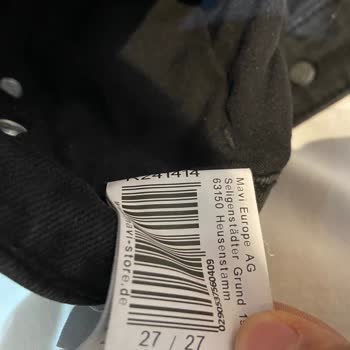 K241414
Mavi Europe AG
Seligenstädter Grund
63150 Heusenstamm
mavi-store.de
27 / 27